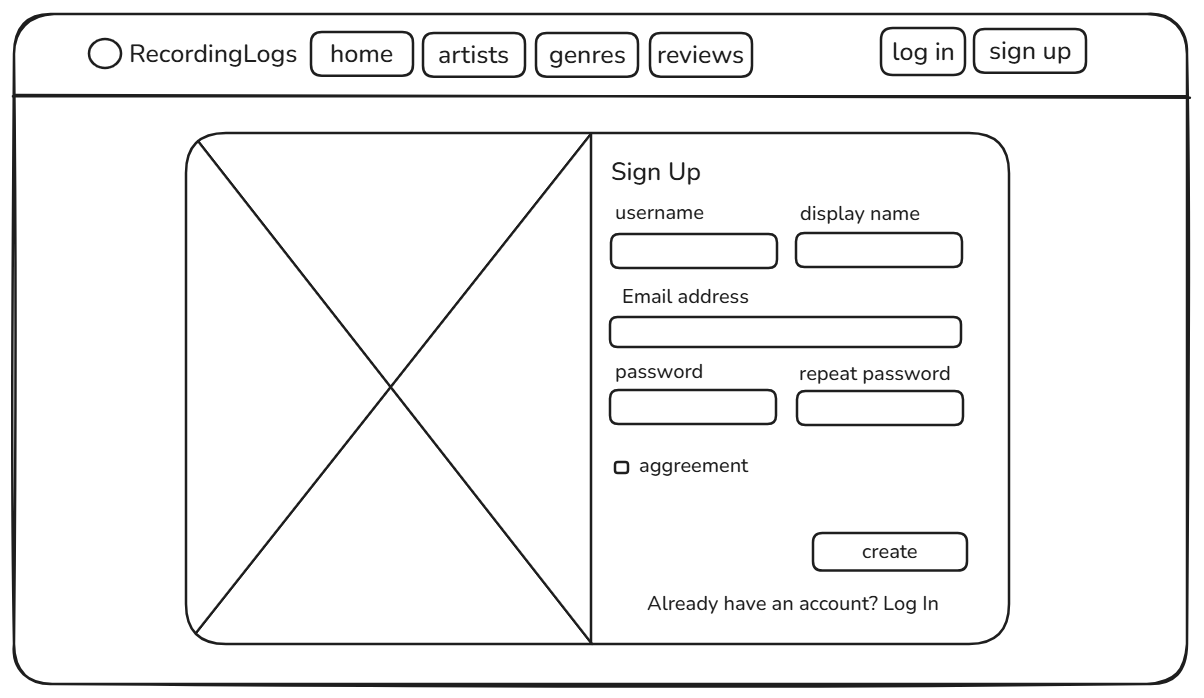 RecordingLogs home artists genres reviews log in sign up
Sign Up
username display name
Email address
password repeat password
aggreement
create
Already have an account? Log In